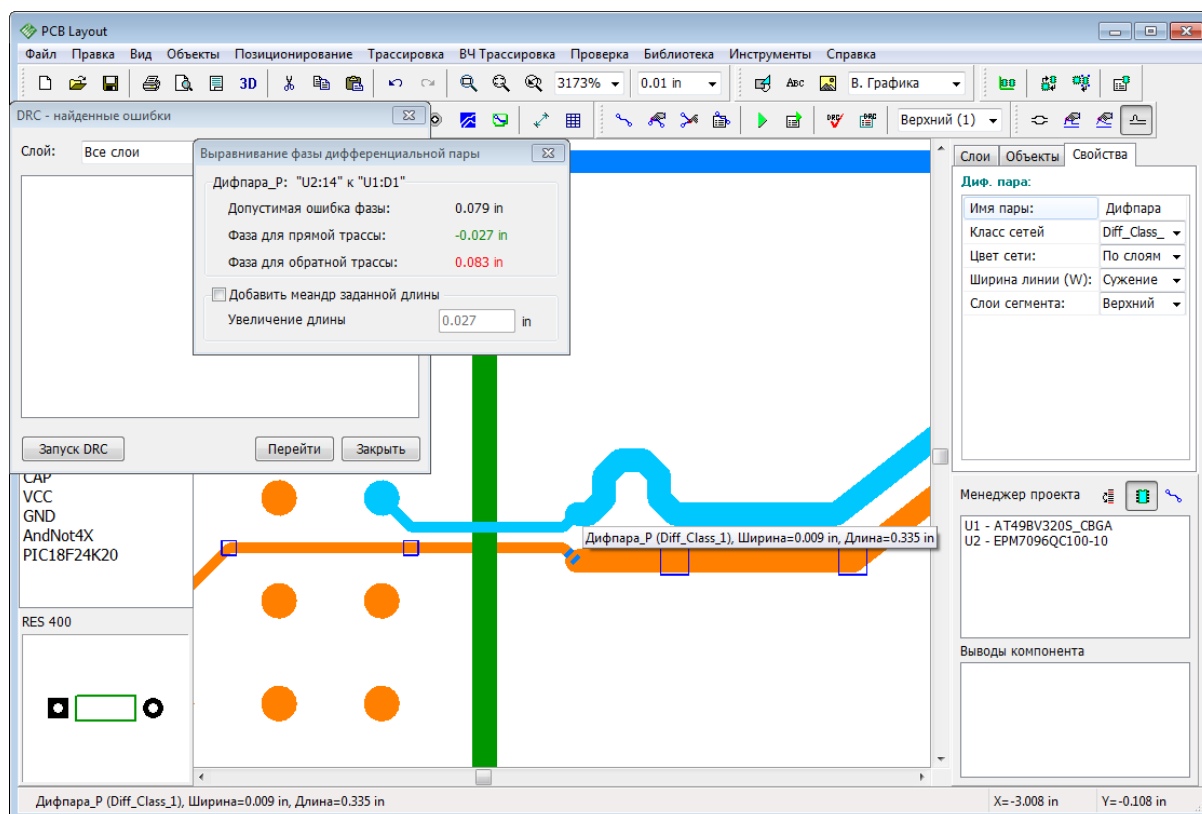 PCB Layout
Файл Правка Вид Объекты Позиционирование Трассировка ВЧ Трассировка Проверка Библиотека Инструменты Справка
3D 3173% 0.01 in ABC В. Графика
DRC - найденные ошибки
DRC DRC Верхний (1)
Слой: Все слои
Выравнивание фазы дифференциальной пары
Дифпара_P: "U2:14" к "U1:D1"
Допустимая ошибка фазы: 0.079 in
Фаза для прямой трассы: -0.027 in
Фаза для обратной трассы: 0.083 in
Добавить меандр заданной длины
Увеличение длины 0.027 in
Запуск DRC Перейти Закрыть
Слои Объекты Свойства
Диф. пара:
Имя пары: Дифпара
Класс сетей Diff_Class_
Цвет сети: По слоям
Ширина линии (W): Сужение
Слои сегмента: Верхний
CAP
VCC
GND
AndNot4X
PIC18F24K20
Дифпара_P (Diff_Class_1), Ширина=0.009 in, Длина=0.335 in
Менеджер проекта
U1 - AT49BV320S_CBGA
U2 - EPM7096QC100-10
RES 400
Выводы компонента
Дифпара_P (Diff_Class_1), Ширина=0.009 in, Длина=0.335 in
X=-3.008 in Y=-0.108 in